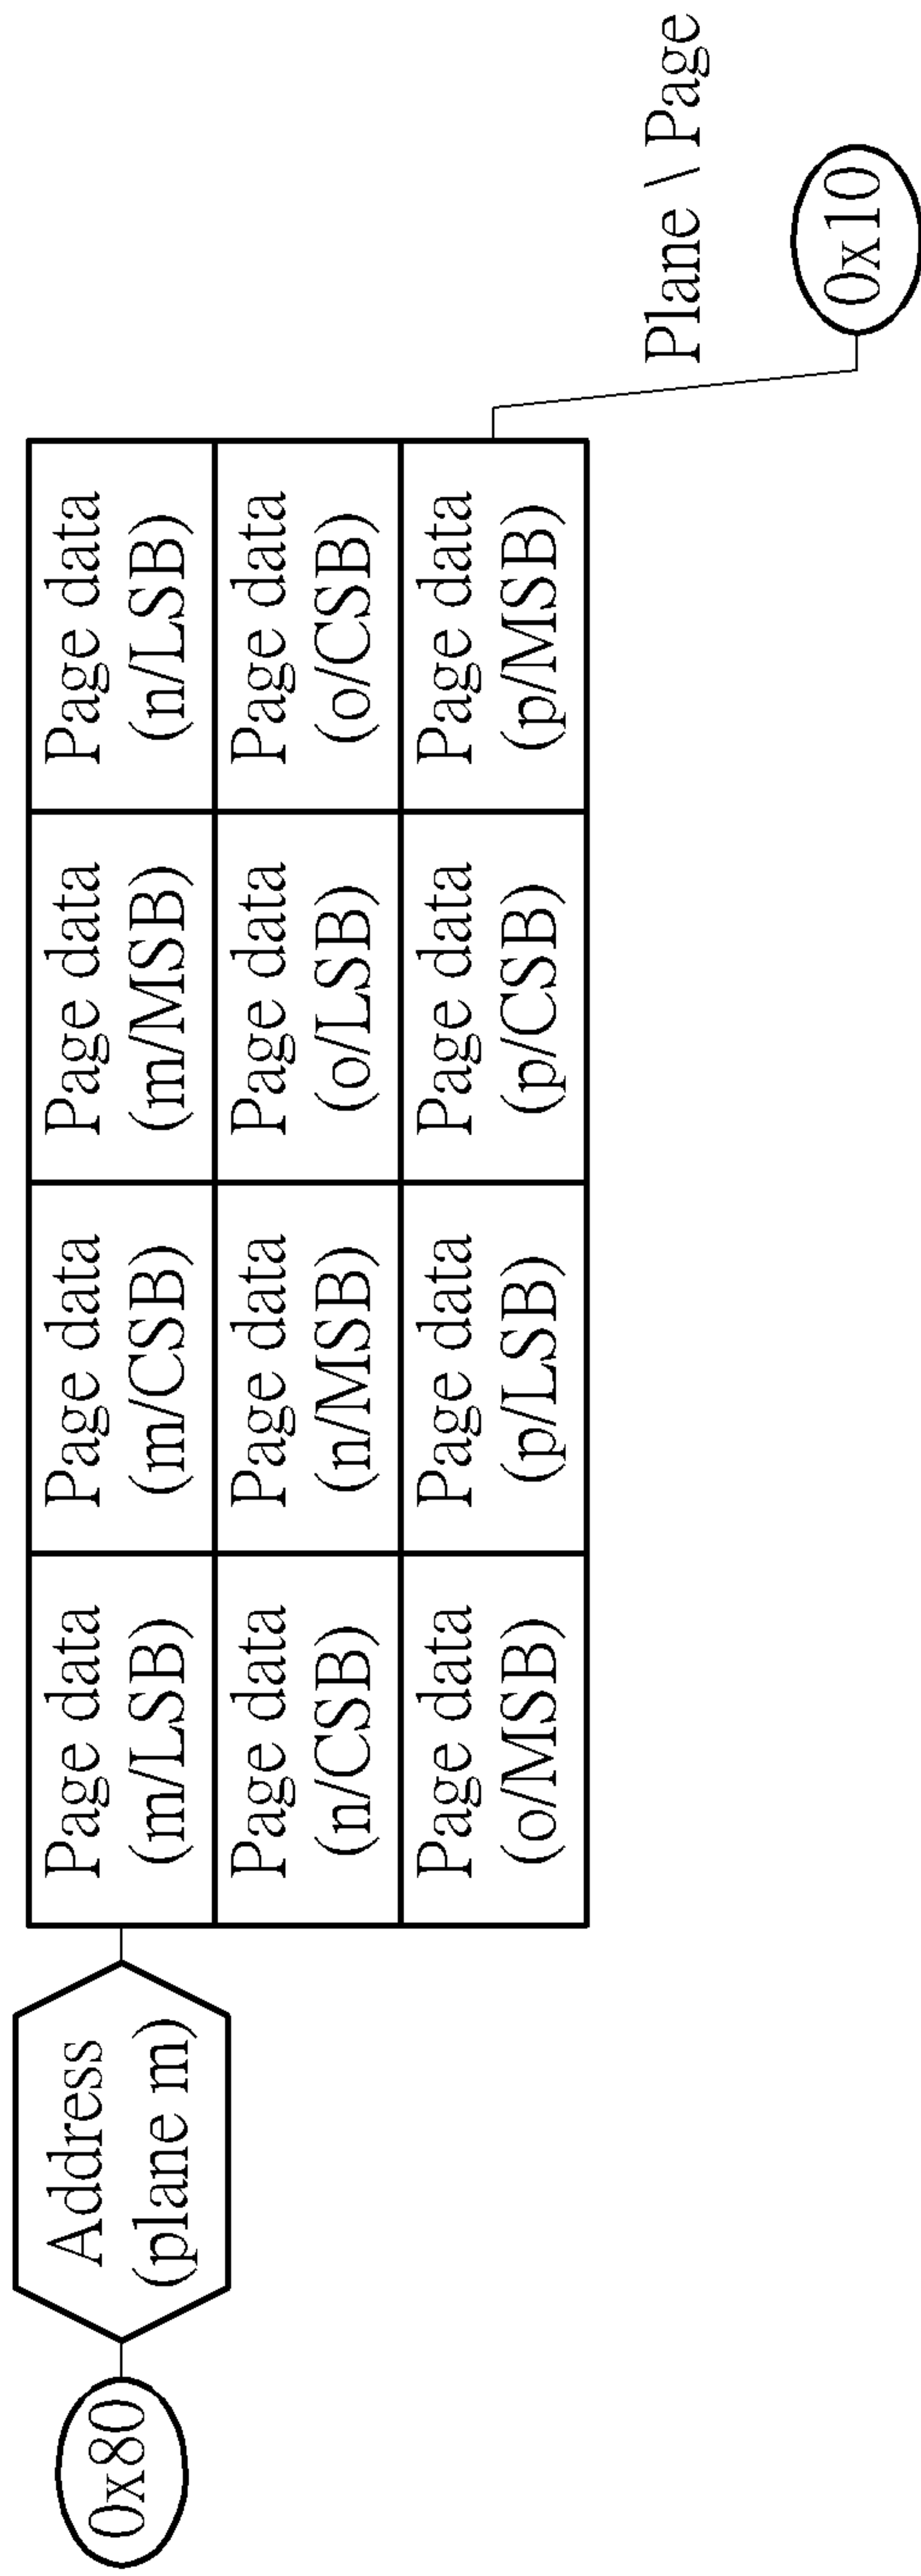 0x80
Address
(plane m)
Page data
(m/LSB)
Page data
(m/CSB)
Page data
(m/MSB)
Page data
(n/LSB)
Page data
(n/CSB)
Page data
(n/MSB)
Page data
(o/LSB)
Page data
(o/CSB)
Page data
(o/MSB)
Page data
(p/LSB)
Page data
(p/CSB)
Page data
(p/MSB)
Plane \ Page
0x10